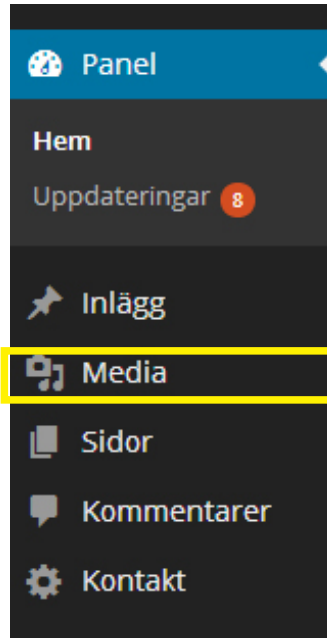 Panel
Hem
Uppdateringar 8
Inlägg
Media
Sidor
Kommentarer
Kontakt